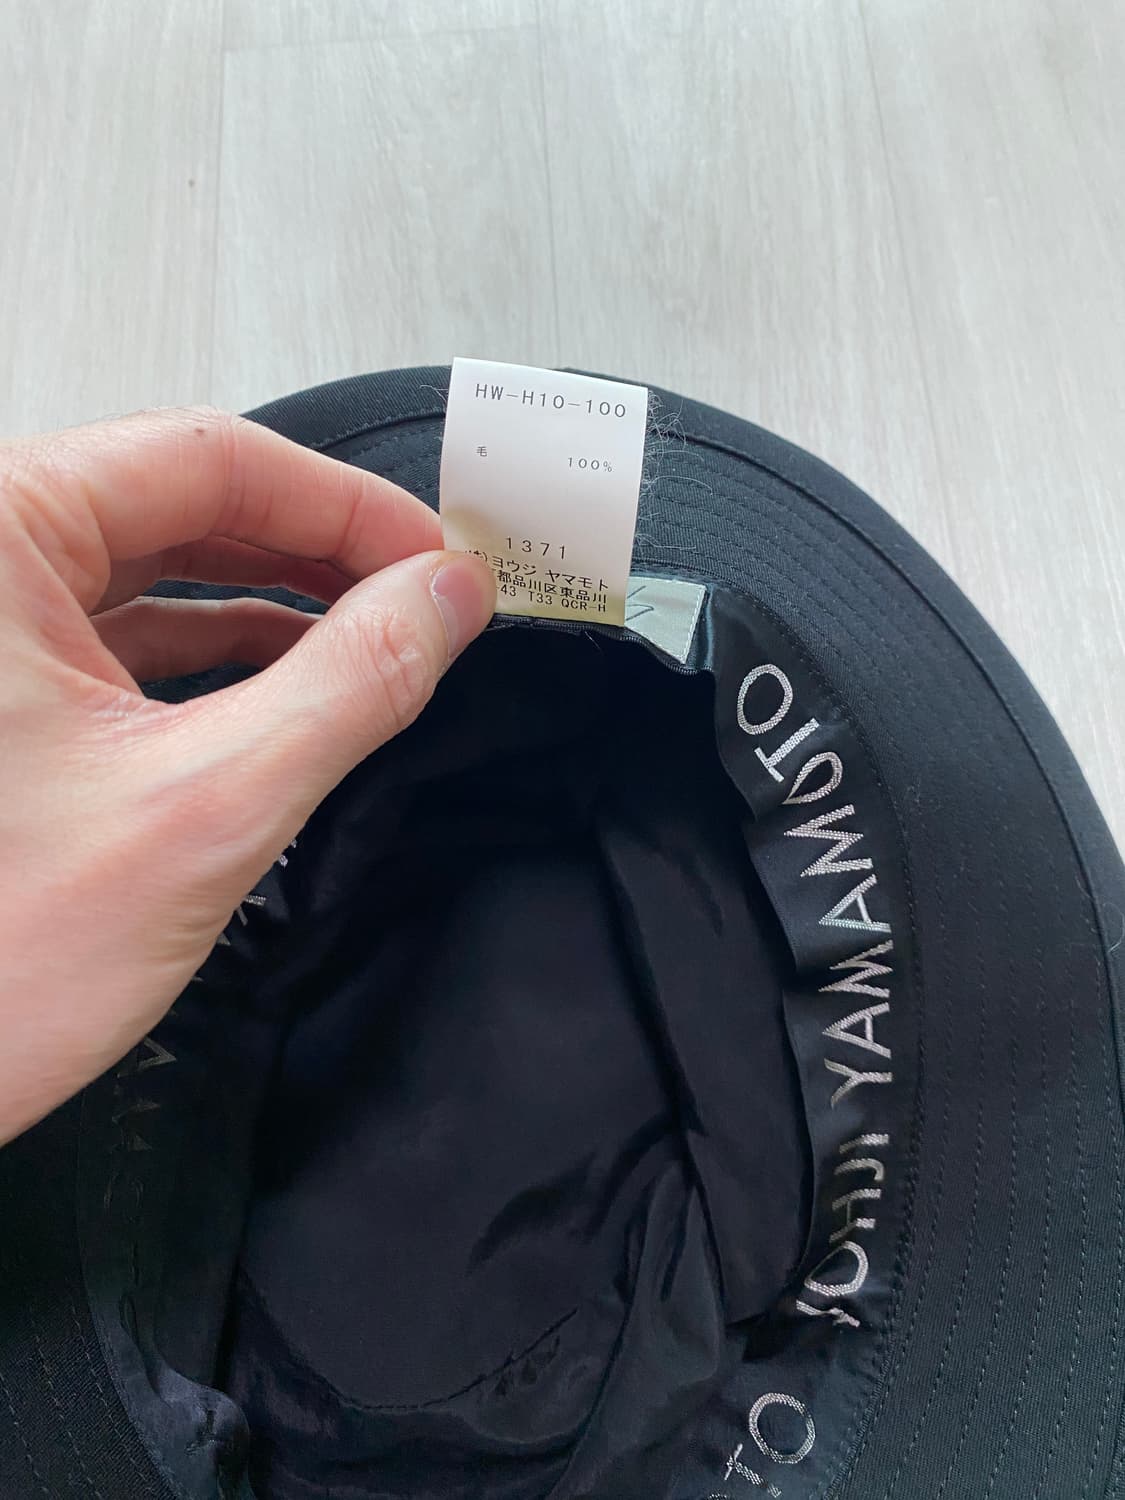 HW-H10-100
毛 100%
1371
ヨウジ ヤマモト
都品川区東品川
43 T33 QCR-H
YOHJI YAMAMOTO
TO